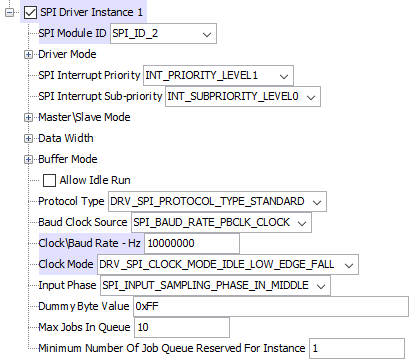 SPI Driver Instance 1
SPI Module ID SPI_ID_2
Driver Mode
SPI Interrupt Priority INT_PRIORITY_LEVEL1
SPI Interrupt Sub-priority INT_SUBPRIORITY_LEVEL0
Master\Slave Mode
Data Width
Buffer Mode
Allow Idle Run
Protocol Type DRV_SPI_PROTOCOL_TYPE_STANDARD
Baud Clock Source SPI_BAUD_RATE_PBCLK_CLOCK
Clock\Baud Rate - Hz 10000000
Clock Mode DRV_SPI_CLOCK_MODE_IDLE_LOW_EDGE_FALL
Input Phase SPI_INPUT_SAMPLING_PHASE_IN_MIDDLE
Dummy Byte Value 0xFF
Max Jobs In Queue 10
Minimum Number Of Job Queue Reserved For Instance 1